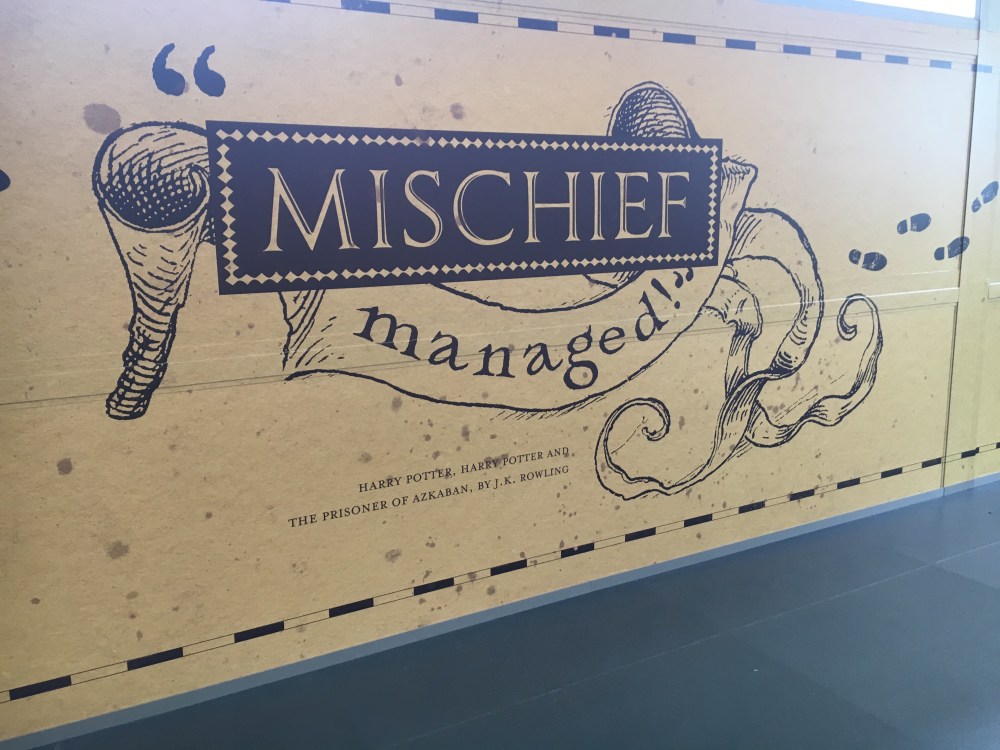 “MISCHIEF
managed!”
HARRY POTTER, HARRY POTTER AND
THE PRISONER OF AZKABAN, BY J.K. ROWLING